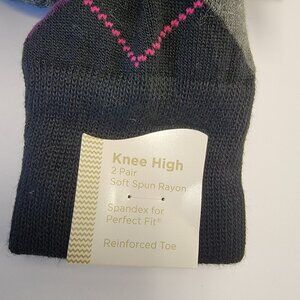 Knee High
2 Pair
Soft Spun Rayon
Spandex for
Perfect Fit®
Reinforced Toe